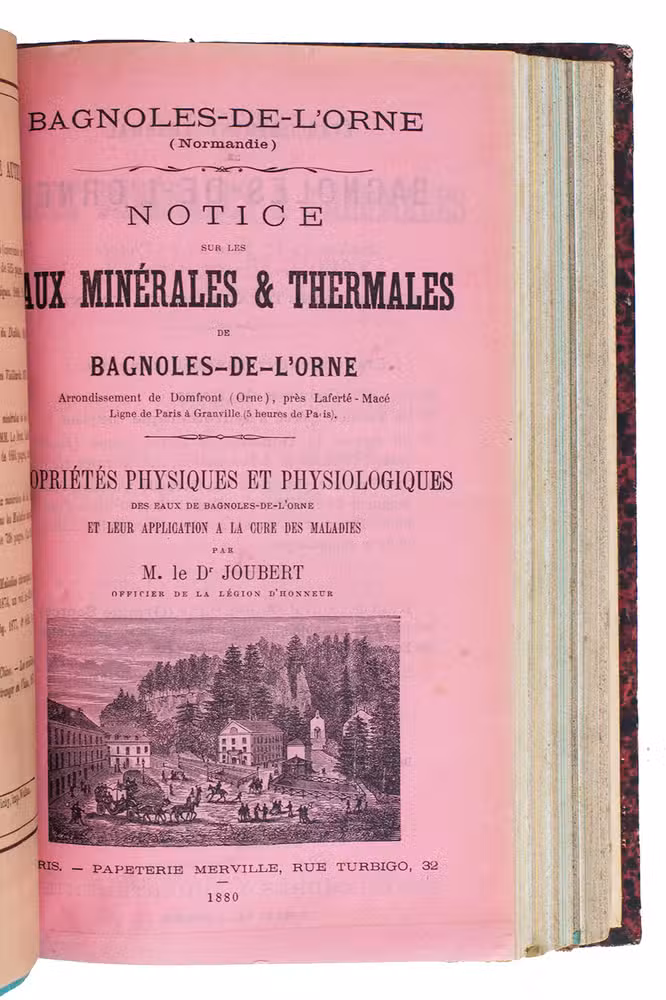 BAGNOLES-DE-L'ORNE
(Normandie)
NOTICE
SUR LES
AUX MINÉRALES & THERMALES
DE
BAGNOLES-DE-L'ORNE
Arrondissement de Domfront (Orne), près Laferté-Macé
Ligne de Paris à Granville (5 heures de Paris).
OPRIÉTÉS PHYSIQUES ET PHYSIOLOGIQUES
DES EAUX DE BAGNOLES-DE-L'ORNE
ET LEUR APPLICATION A LA CURE DES MALADIES
PAR
M. le Dr JOUBERT
OFFICIER DE LA LÉGION D'HONNEUR
RIS. — PAPETERIE MERVILLE, RUE TURBIGO, 32
1880